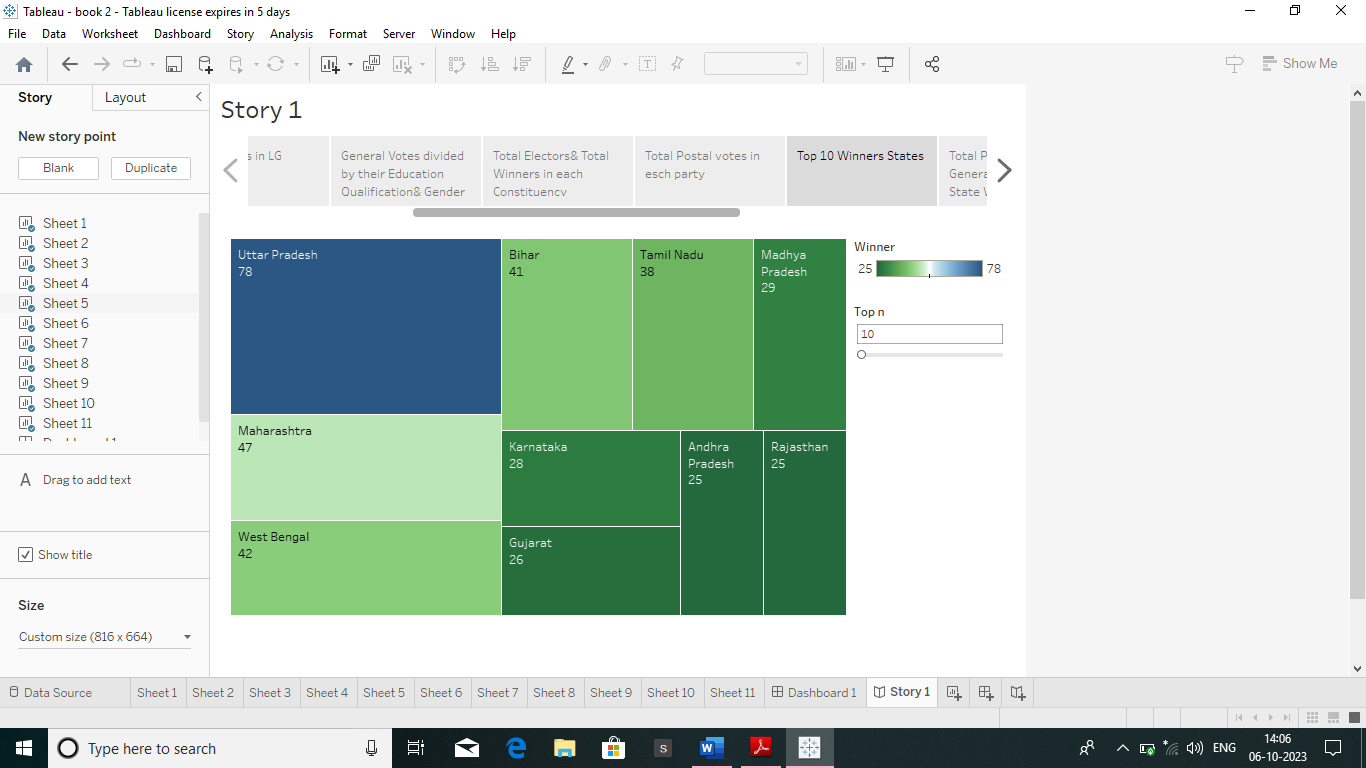 Tableau - book 2 - Tableau license expires in 5 days
File Data Worksheet Dashboard Story Analysis Format Server Window Help
Show Me
Story Layout
New story point
Blank Duplicate
Sheet 1
Sheet 2
Sheet 3
Sheet 4
Sheet 5
Sheet 6
Sheet 7
Sheet 8
Sheet 9
Sheet 10
Sheet 11
A Drag to add text
Show title
Size
Custom size (816 x 664)
Story 1
s in LG
General Votes divided
by their Education
Qualification& Gender
Total Electors& Total
Winners in each
Constituency
Total Postal votes in
esch party
Top 10 Winners States
Total P
Genera
State W
Uttar Pradesh
78
Maharashtra
47
West Bengal
42
Bihar
41
Tamil Nadu
38
Madhya
Pradesh
29
Karnataka
28
Gujarat
26
Andhra
Pradesh
25
Rajasthan
25
Winner
25 78
Top n
10
Data Source Sheet 1 Sheet 2 Sheet 3 Sheet 4 Sheet 5 Sheet 6 Sheet 7 Sheet 8 Sheet 9 Sheet 10 Sheet 11 Dashboard 1 Story 1
Type here to search
S
W
ENG
14:06
06-10-2023